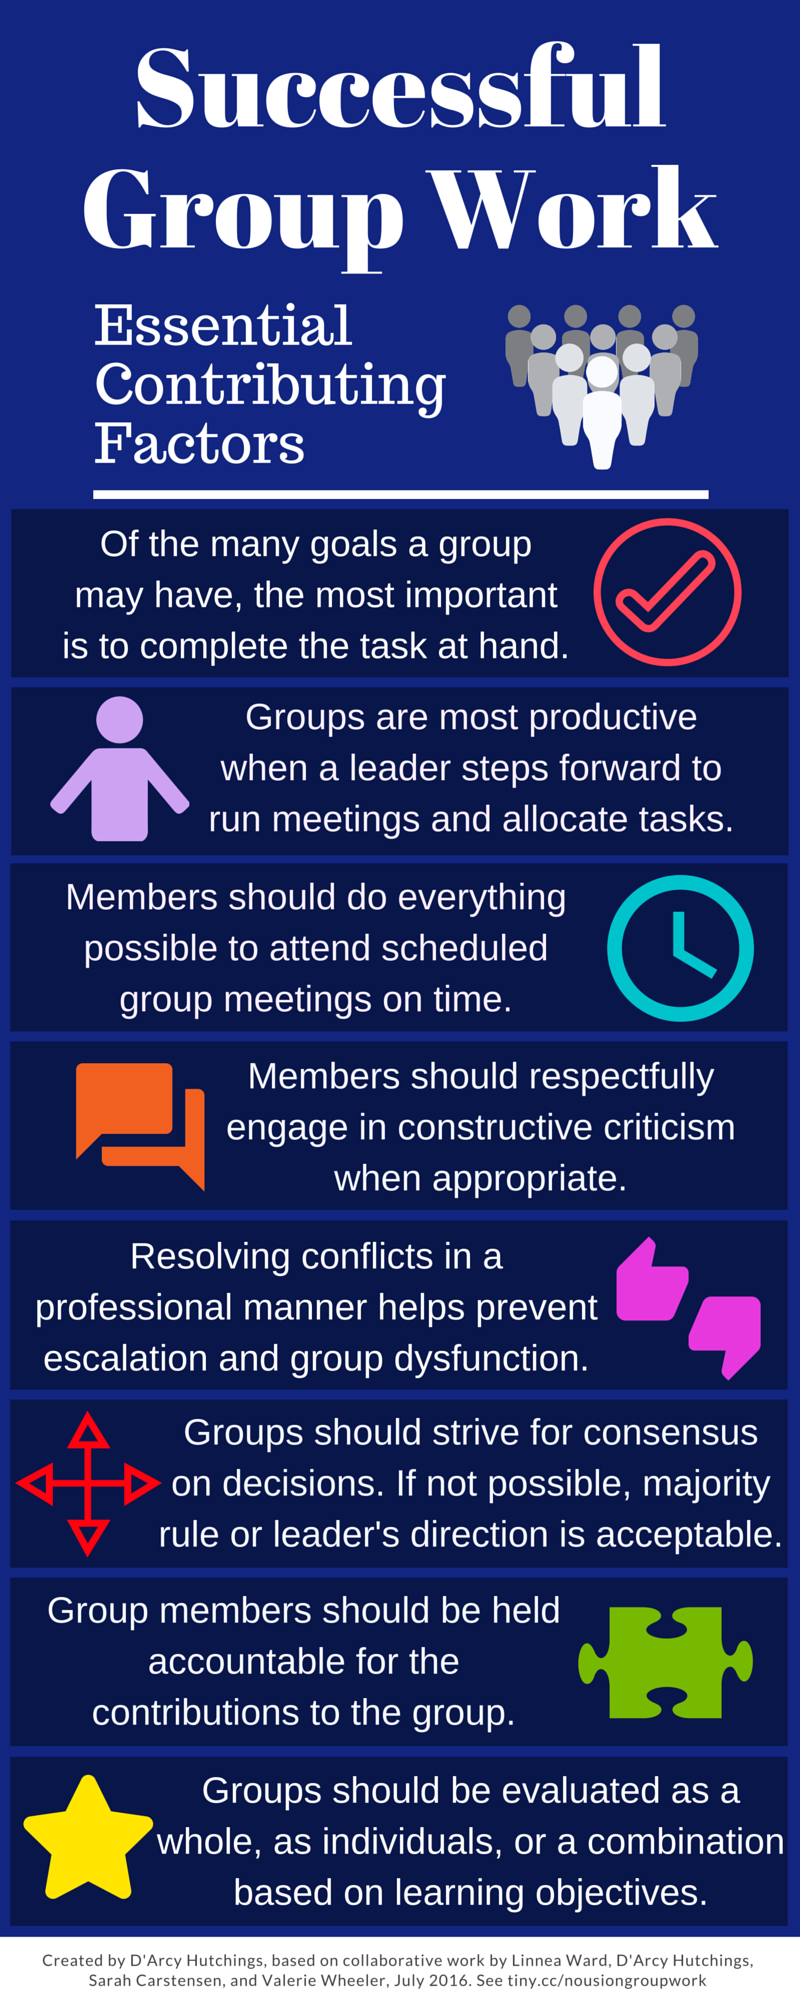 Successful
Group Work
Essential
Contributing
Factors
Of the many goals a group
may have, the most important
is to complete the task at hand.
Groups are most productive
when a leader steps forward to
run meetings and allocate tasks.
Members should do everything
possible to attend scheduled
group meetings on time.
Members should respectfully
engage in constructive criticism
when appropriate.
Resolving conflicts in a
professional manner helps prevent
escalation and group dysfunction.
Groups should strive for consensus
on decisions. If not possible, majority
rule or leader's direction is acceptable.
Group members should be held
accountable for the
contributions to the group.
Groups should be evaluated as a
whole, as individuals, or a combination
based on learning objectives.
Created by D'Arcy Hutchings, based on collaborative work by Linnea Ward, D'Arcy Hutchings,
Sarah Carstensen, and Valerie Wheeler, July 2016. See tiny.cc/nousiongroupwork